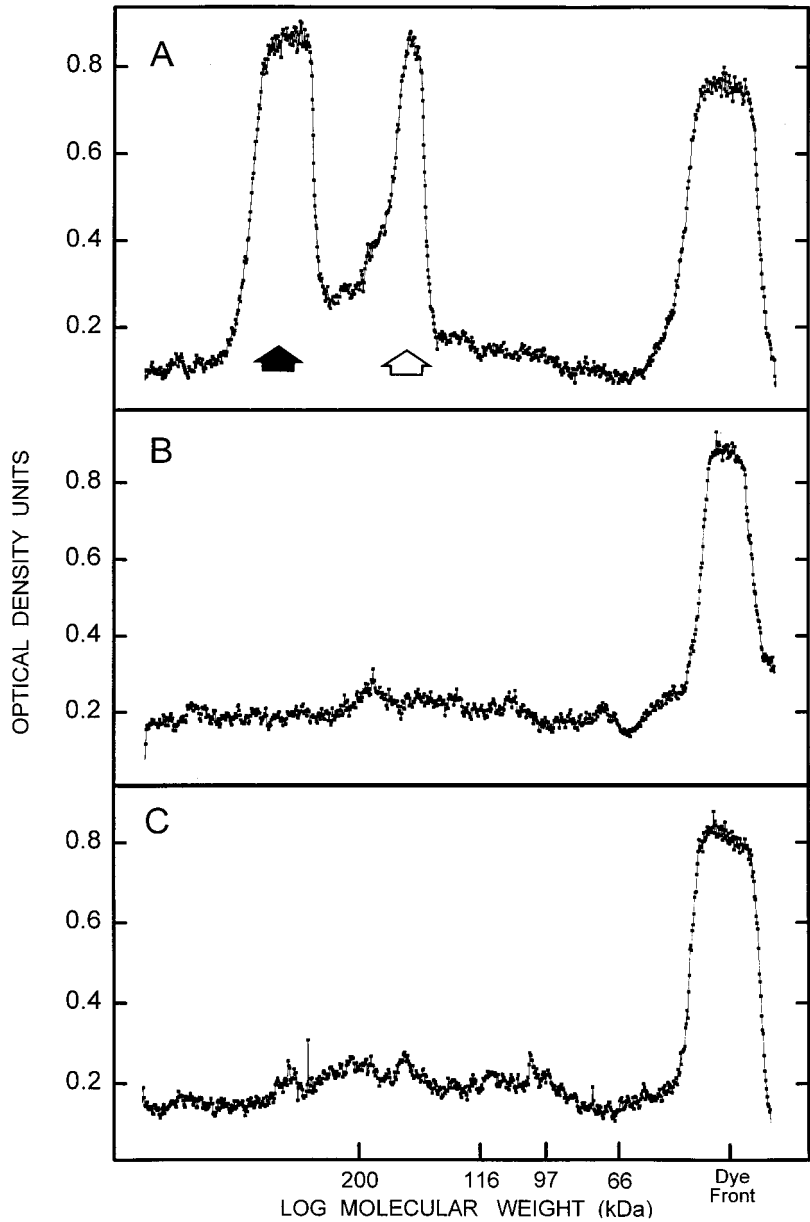 A
0.8
0.6
0.4
0.2
B
0.8
0.6
0.4
0.2
C
0.8
0.6
0.4
0.2
OPTICAL DENSITY UNITS
200 116 97 66 Dye
Front
LOG MOLECULAR WEIGHT (kDa)